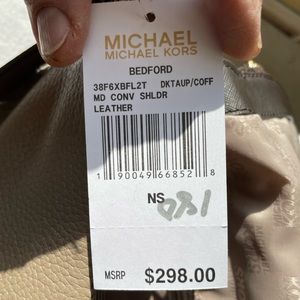 MICHAEL
MICHAEL KORS
BEDFORD
38F6XBFL2T DKTAUP/COFF
MD CONV SHLDR
LEATHER
1 90049 66852 8
NS
MSRP $298.00